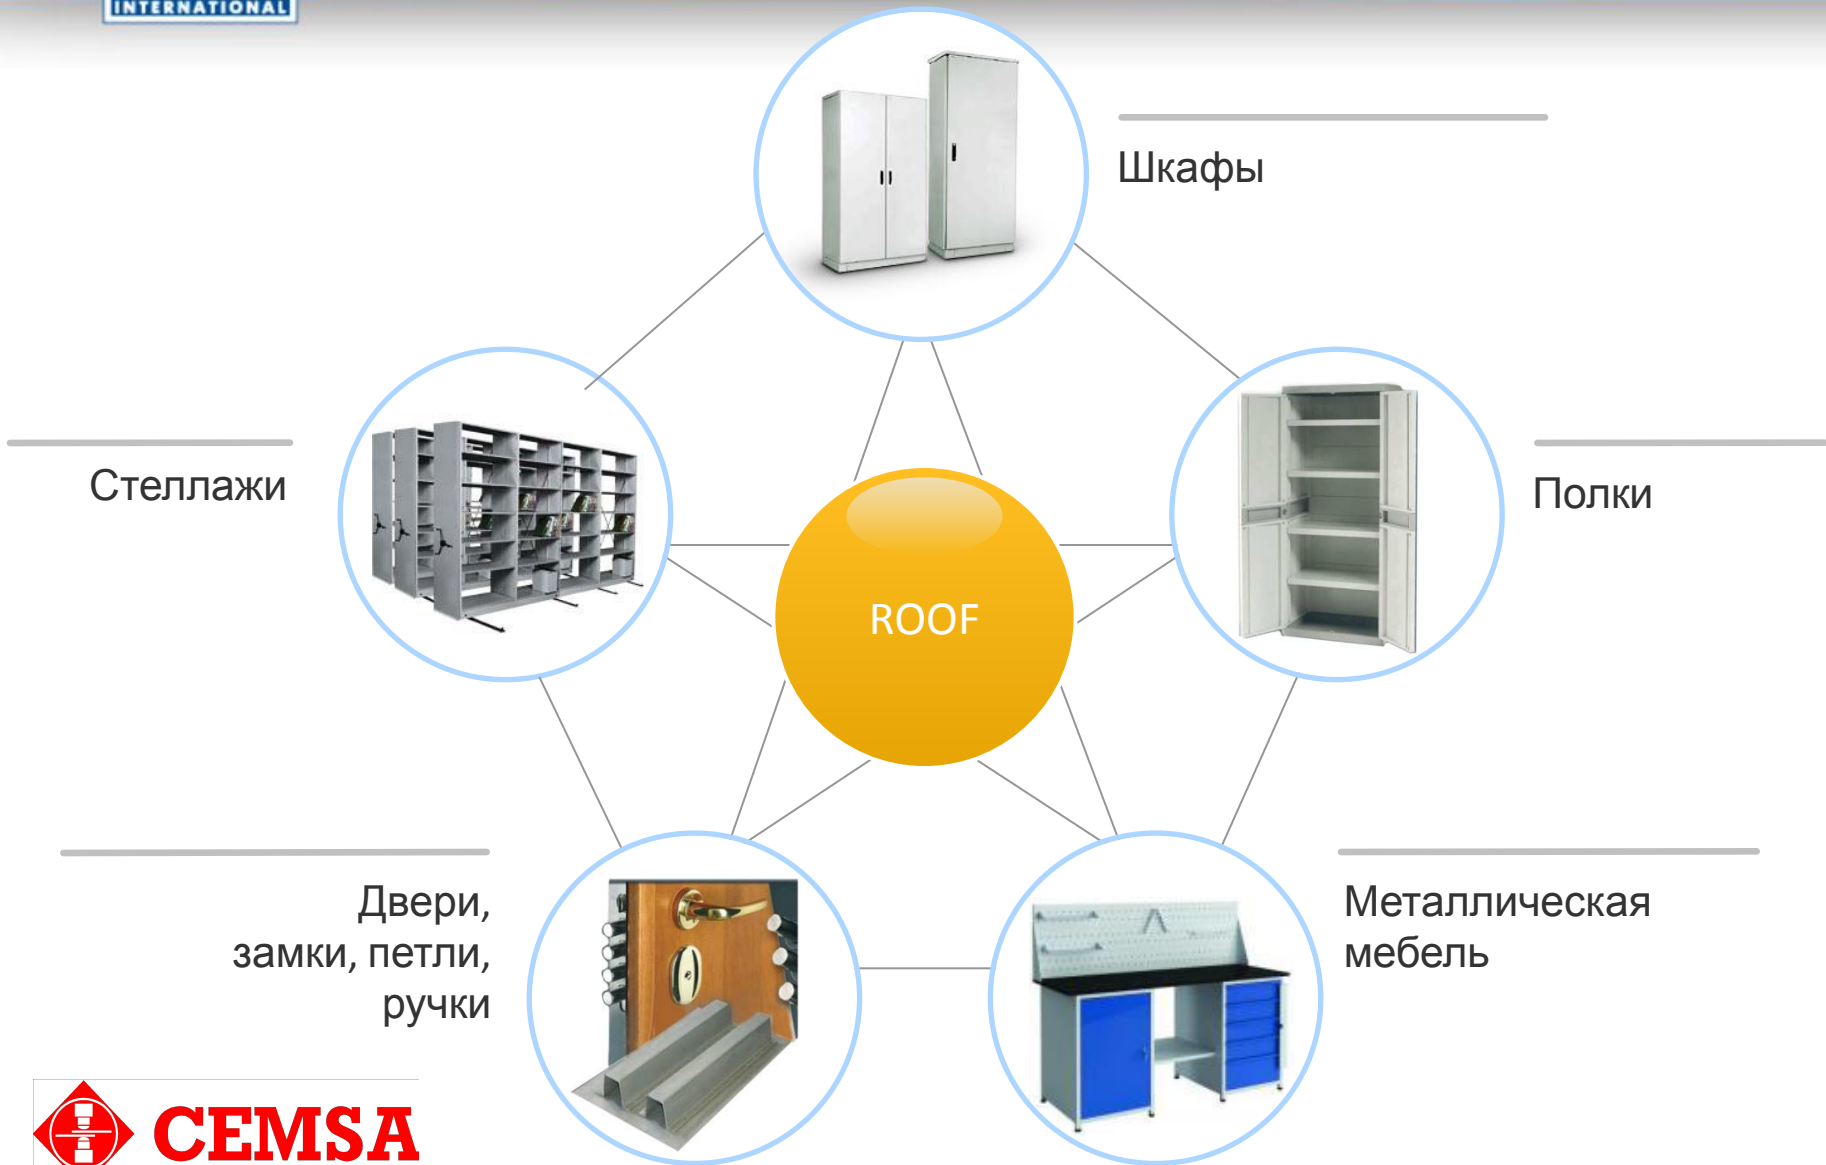 INTERNATIONAL
Шкафы
Стеллажи
Полки
ROOF
Двери,
замки, петли,
ручки
Металлическая
мебель
CEMSA